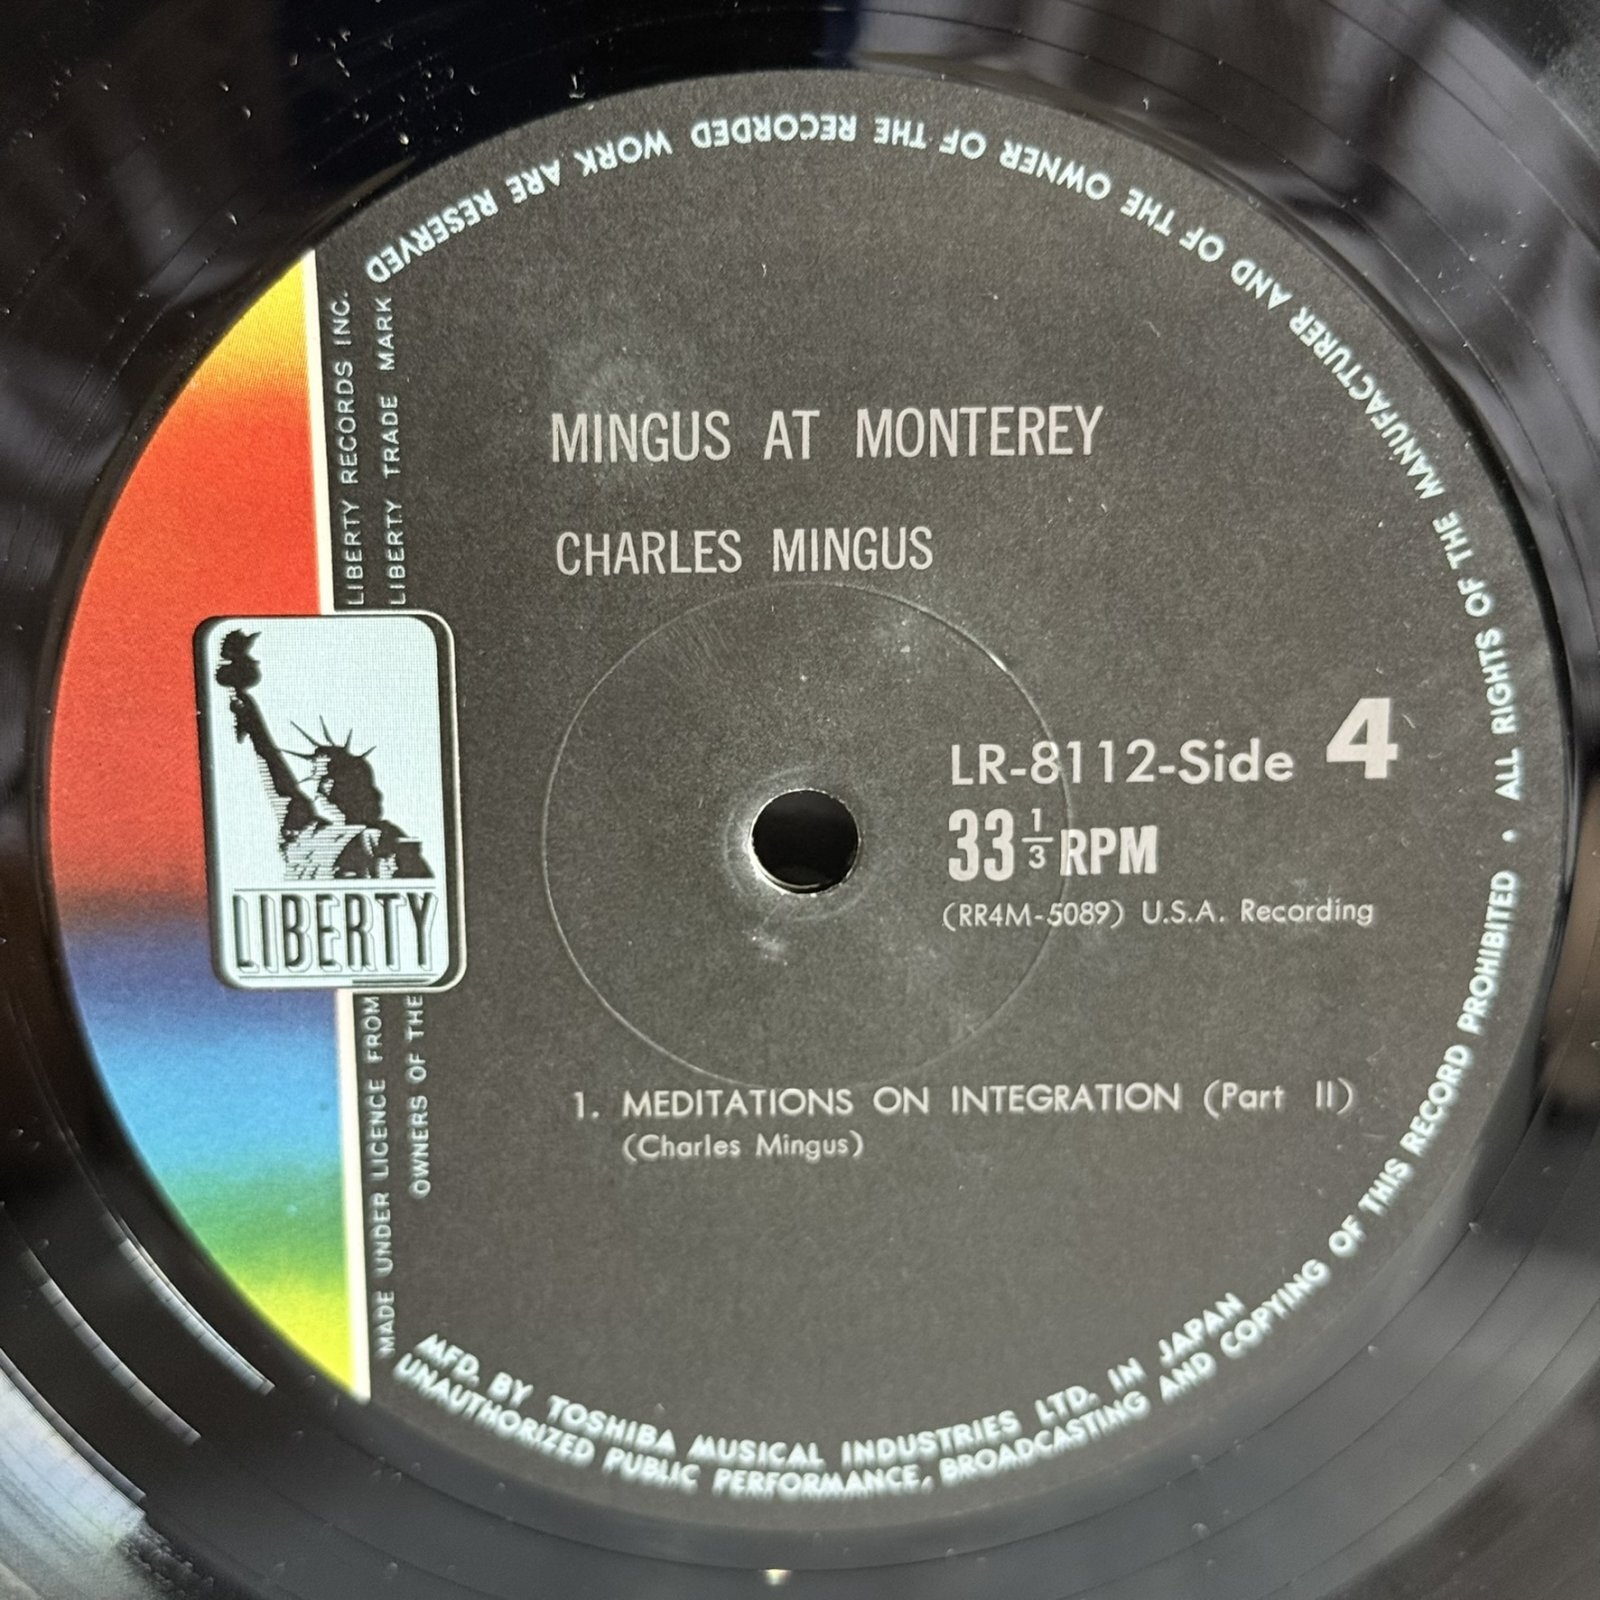 MINGUS AT MONTEREY
CHARLES MINGUS
LR-8112-Side 4
33 1/3 RPM
(RR4M-5089) U.S.A. Recording
1. MEDITATIONS ON INTEGRATION (Part II)
(Charles Mingus)
LIBERTY
MADE UNDER LICENCE FROM LIBERTY RECORDS INC.
OWNERS OF THE LIBERTY TRADE MARK
MFD. BY TOSHIBA MUSICAL INDUSTRIES LTD. IN JAPAN
UNAUTHORIZED PUBLIC PERFORMANCE, BROADCASTING AND COPYING OF THIS RECORD PROHIBITED • ALL RIGHTS OF THE MANUFACTURER AND OF THE OWNER OF THE RECORDED WORK ARE RESERVED